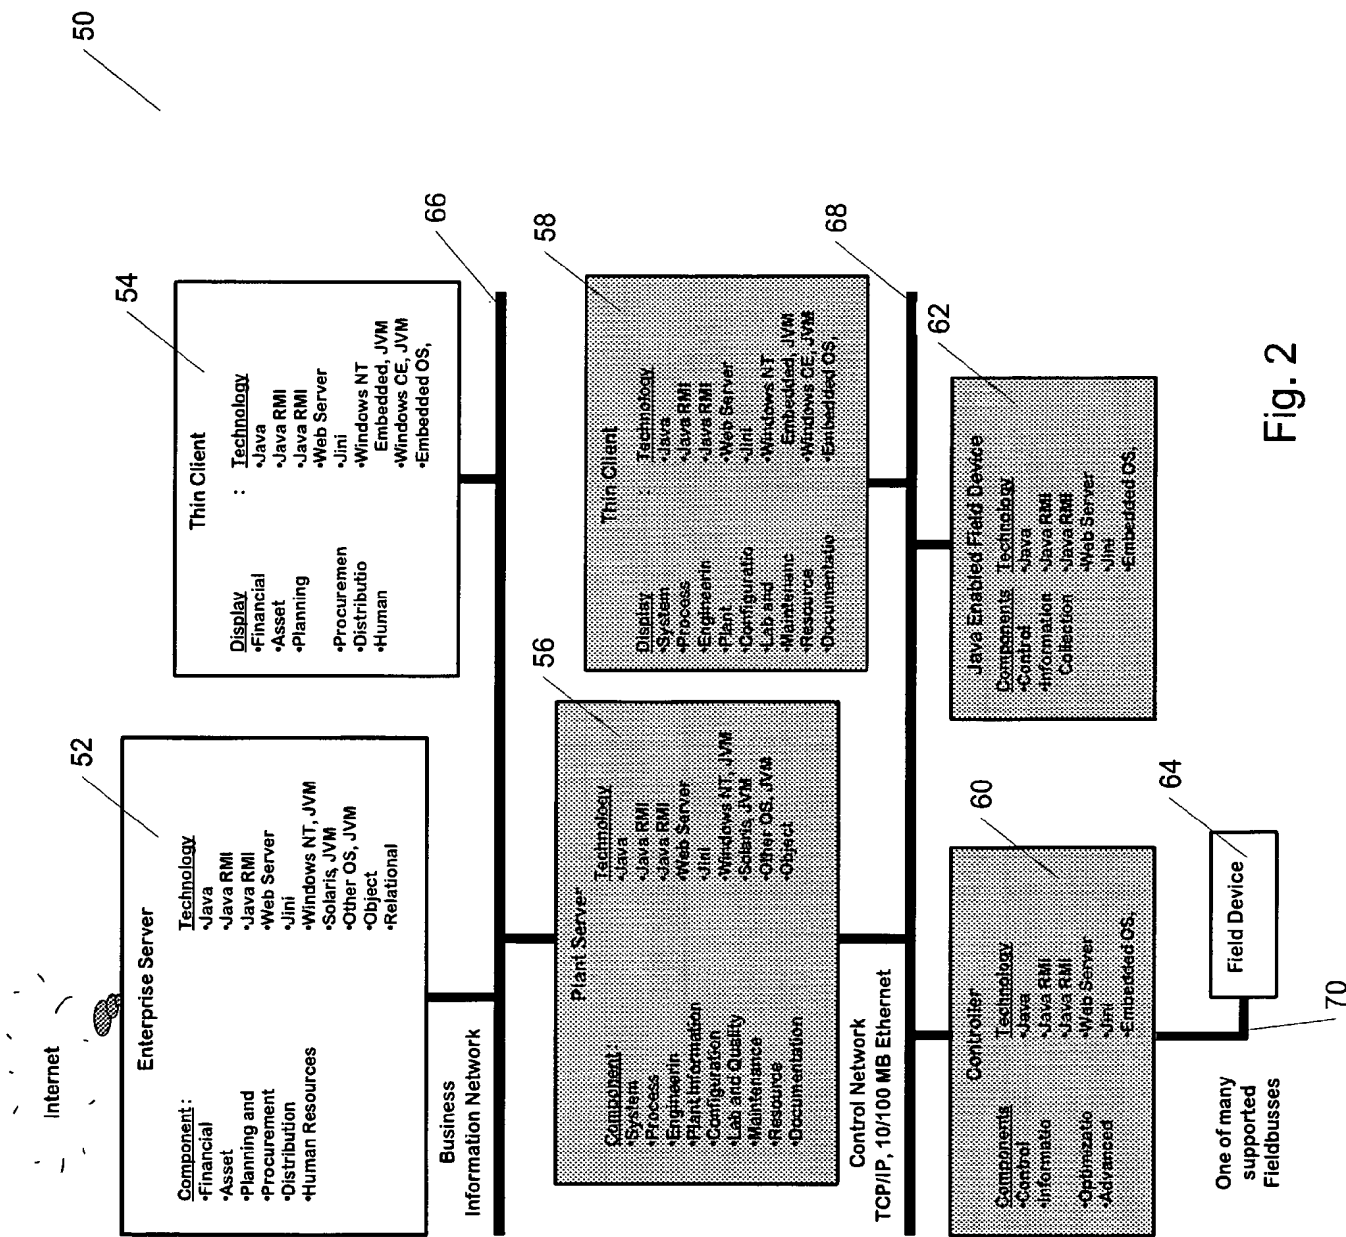 50
Internet
52
Enterprise Server
Component:
•Financial
•Asset
•Planning and
•Procurement
•Distribution
•Human Resources
Technology
•Java
•Java RMI
•Java RMI
•Web Server
•Jini
•Windows NT, JVM
•Solaris, JVM
•Other OS, JVM
•Object
•Relational
54
Thin Client
Display
•Financial
•Asset
•Planning
•Procuremen
•Distributio
•Human
: Technology
•Java
•Java RMI
•Java RMI
•Web Server
•Jini
•Windows NT
Embedded, JVM
•Windows CE, JVM
•Embedded OS,
Business
Information Network
66
56
Plant Server
Component:
•System
•Process
•Engineerin
•Plant Information
•Configuration
•Lab and Quality
•Maintenance
•Resource
•Documentation
Technology
•Java
•Java RMI
•Java RMI
•Web Server
•Jini
•Windows NT, JVM
•Solaris, JVM
•Other OS, JVM
•Object
58
Thin Client
Display
•System
•Process
•Engineerin
•Plant
•Configuratio
•Lab and
•Maintenanc
•Resource
•Documentatio
: Technology
•Java
•Java RMI
•Java RMI
•Web Server
•Jini
•Windows NT
Embedded, JVM
•Windows CE, JVM
•Embedded OS,
Control Network
TCP/IP, 10/100 MB Ethernet
68
60
Controller
Components
•Control
•Informatio
•Optimizatio
•Advanced
Technology
•Java
•Java RMI
•Java RMI
•Web Server
•Jini
•Embedded OS,
62
Java Enabled Field Device
Components
•Control
•Information
Collection
Technology
•Java
•Java RMI
•Java RMI
•Web Server
•Jini
•Embedded OS,
One of many
supported
Fieldbusses
64
Field Device
70
Fig. 2